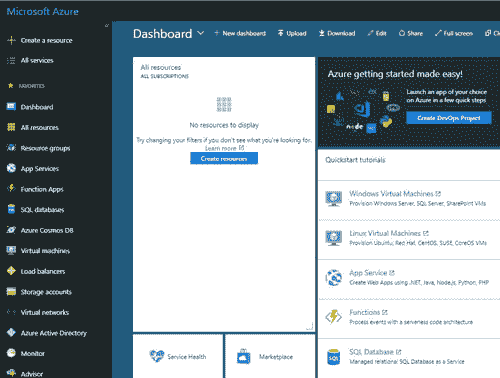 Microsoft Azure
Create a resource
All services
FAVORITES
Dashboard
All resources
Resource groups
App Services
Function Apps
SQL databases
Azure Cosmos DB
Virtual machines
Load balancers
Storage accounts
Virtual networks
Azure Active Directory
Monitor
Advisor
Dashboard
+ New dashboard
Upload
Download
Edit
Share
Full screen
Clo
All resources
ALL SUBSCRIPTIONS
No resources to display
Try changing your filters if you don't see what you're looking for.
Learn more
Create resources
Service Health
Marketplace
Azure getting started made easy!
Launch an app of your choice
on Azure in a few quick steps
node
Create DevOps Project
Quickstart tutorials
Windows Virtual Machines
Provision Windows Server, SQL Server, SharePoint VMs
Linux Virtual Machines
Provision Ubuntu, Red Hat, CentOS, SUSE, CoreOS VMs
App Service
Create Web Apps using .NET, Java, Node.js, Python, PHP
Functions
Process events with a serverless code architecture
SQL
SQL Database
Managed relational SQL Database as a Service